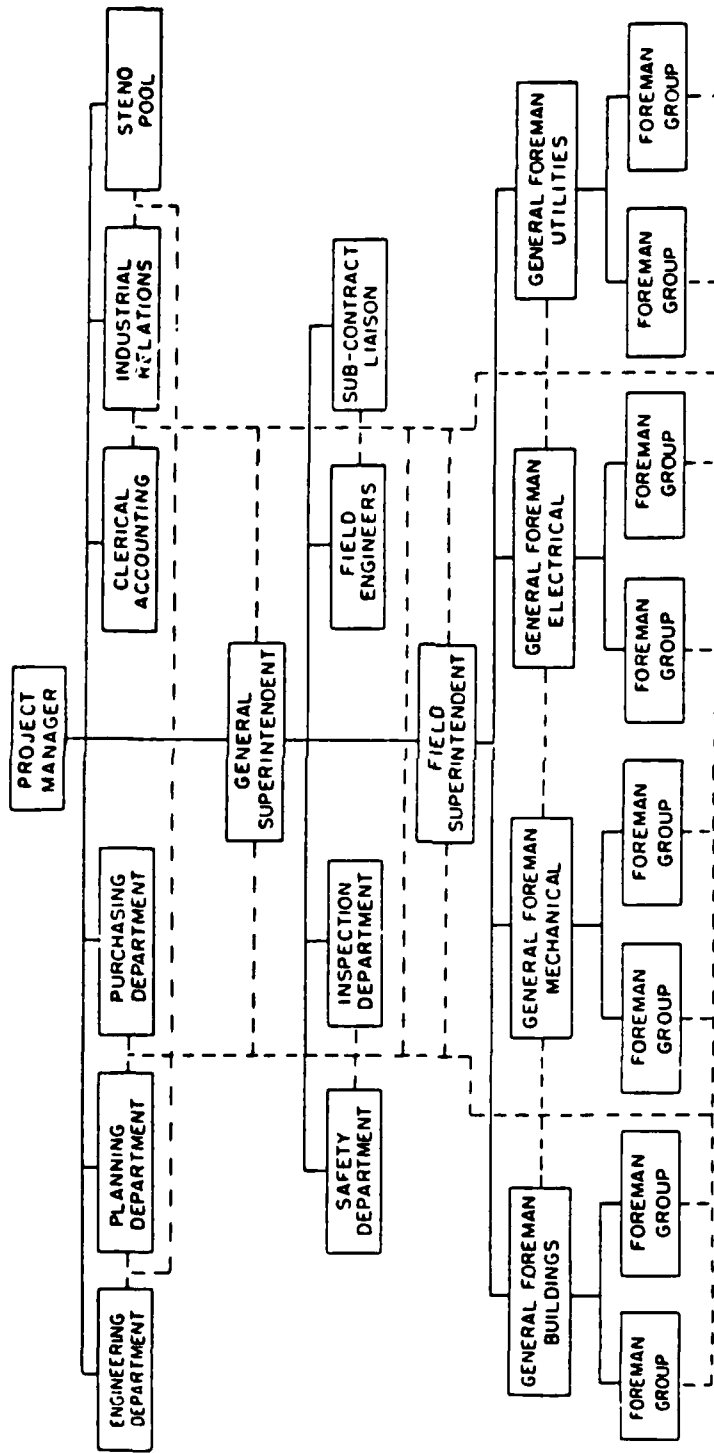 PROJECT
MANAGER
ENGINEERING
DEPARTMENT
PLANNING
DEPARTMENT
PURCHASING
DEPARTMENT
CLERICAL
ACCOUNTING
INDUSTRIAL
RELATIONS
STENO
POOL
GENERAL
SUPERINTENDENT
SAFETY
DEPARTMENT
INSPECTION
DEPARTMENT
FIELD
ENGINEERS
SUB-CONTRACT
LIAISON
FIELD
SUPERINTENDENT
GENERAL FOREMAN
BUILDINGS
GENERAL FOREMAN
MECHANICAL
GENERAL FOREMAN
ELECTRICAL
GENERAL FOREMAN
UTILITIES
FOREMAN
GROUP
FOREMAN
GROUP
FOREMAN
GROUP
FOREMAN
GROUP
FOREMAN
GROUP
FOREMAN
GROUP
FOREMAN
GROUP
FOREMAN
GROUP